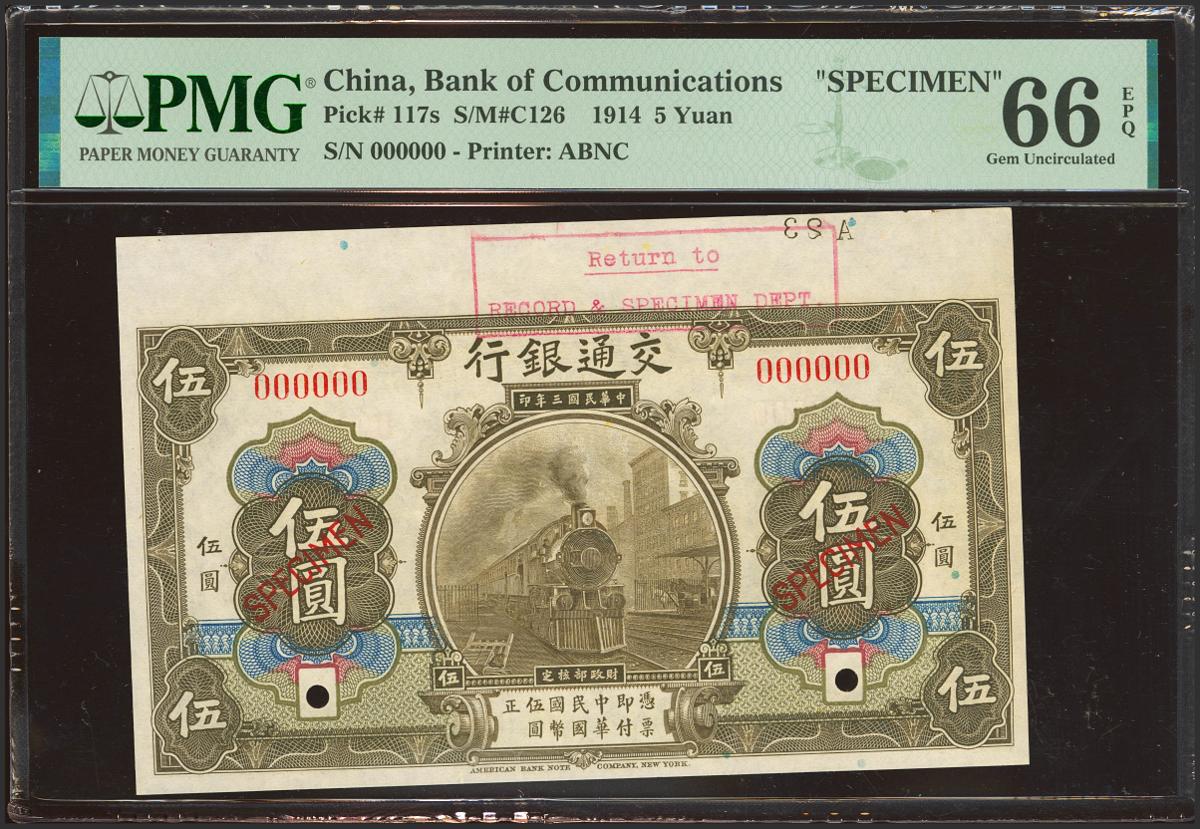 PMG® China, Bank of Communications "SPECIMEN" 66 EPQ
PAPER MONEY GUARANTY
Pick# 117s S/M#C126 1914 5 Yuan
S/N 000000 - Printer: ABNC
Gem Uncirculated
A 23
Return to
RECORD & SPECIMEN DEPT.
行銀通交
伍
伍
000000
000000
印年三國民華中
伍圓
SPECIMEN
伍圓
SPECIMEN
伍圓
伍圓
定核部政財
伍
伍
憑票即付中華民國國幣伍圓正
伍
伍
AMERICAN BANK NOTE COMPANY, NEW YORK.